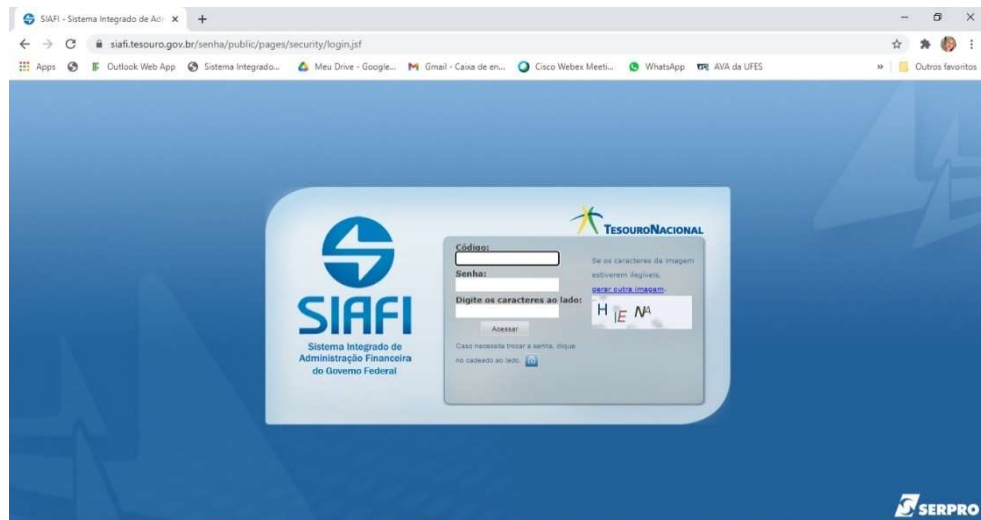 SIAFI - Sistema Integrado de Adr
siafi.tesouro.gov.br/senha/public/pages/security/login.jsf
Apps
Outlook Web App
Sistema Integrado...
Meu Drive - Google...
Gmail - Caixa de en...
Cisco Webex Meeti...
WhatsApp
AVA da UFES
Outros favoritos
TESOURONACIONAL
SIAFI
Sistema Integrado de
Administração Financeira
do Governo Federal
Código:
Senha:
Digite os caracteres ao lado:
Acessar
Caso necessite trocar a senha, clique
no cadeado ao lado.
Se os caracteres da imagem
estiverem ilegíveis,
gerar outra imagem.
HIENA
SERPRO